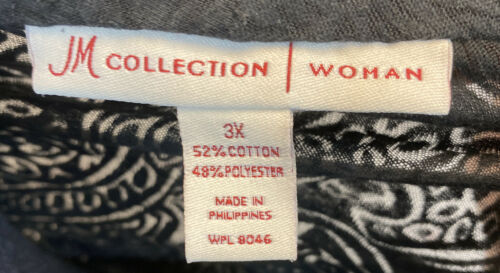 JM COLLECTION | WOMAN
3X
52% COTTON
48% POLYESTER
MADE IN
PHILIPPINES
WPL 8046